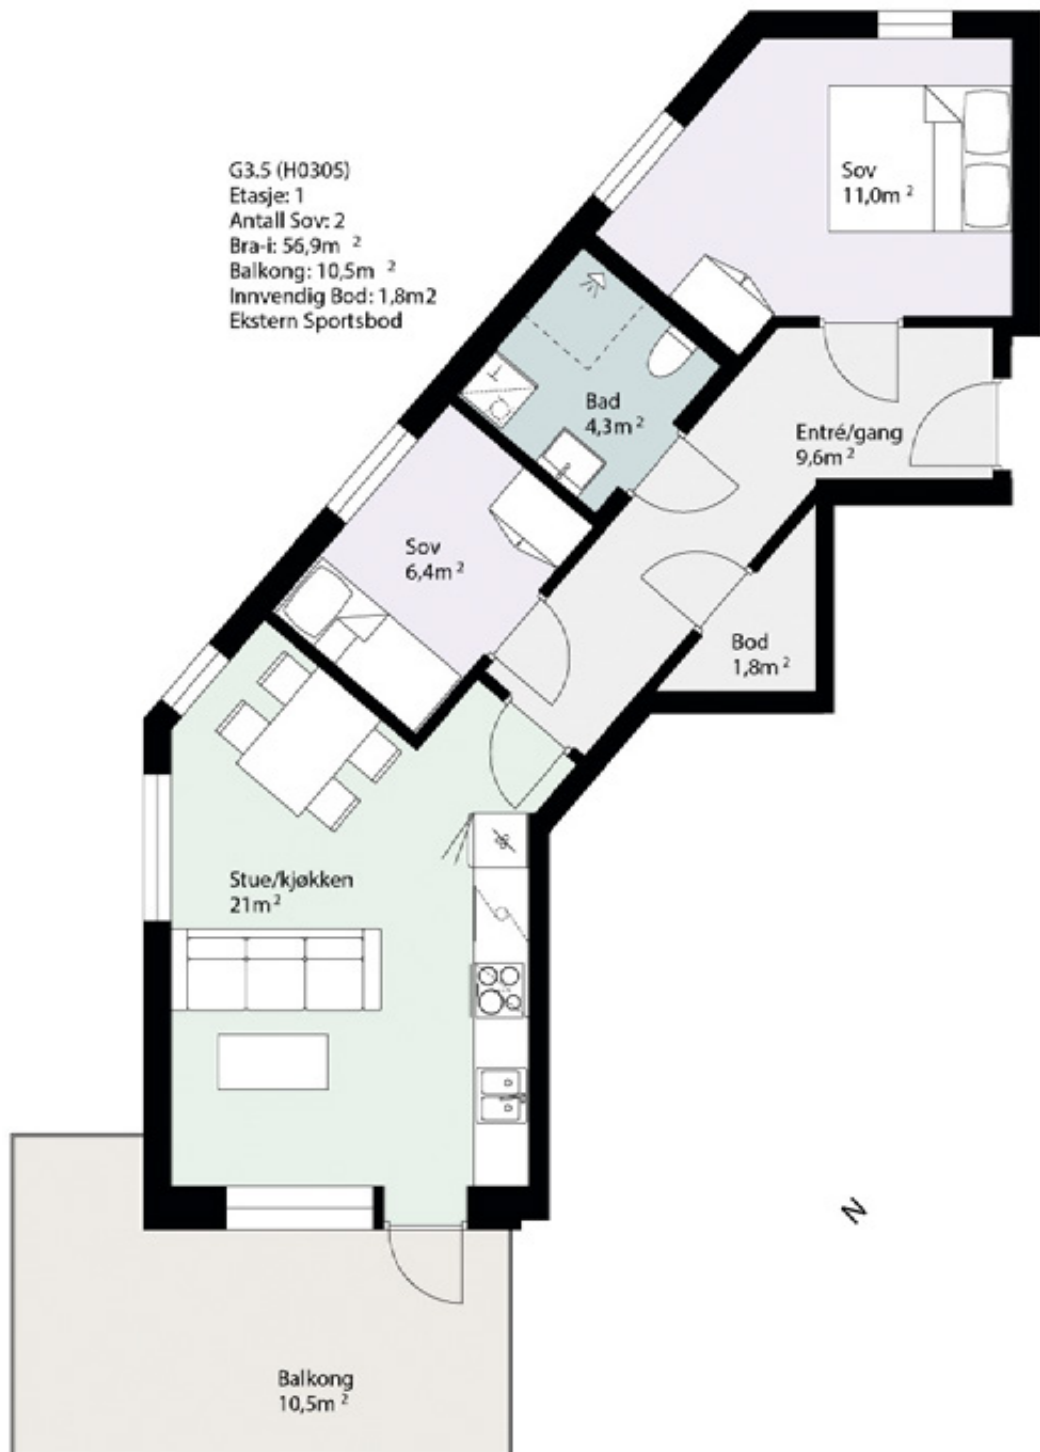 G3.5 (H0305)
Etasje: 1
Antall Sov: 2
Bra-i: 56,9m ²
Balkong: 10,5m ²
Innvendig Bod: 1,8m2
Ekstern Sportsbod
Sov
11,0m ²
Bad
4,3m ²
Entré/gang
9,6m ²
Sov
6,4m ²
Bod
1,8m ²
Stue/kjøkken
21m ²
N
Balkong
10,5m ²